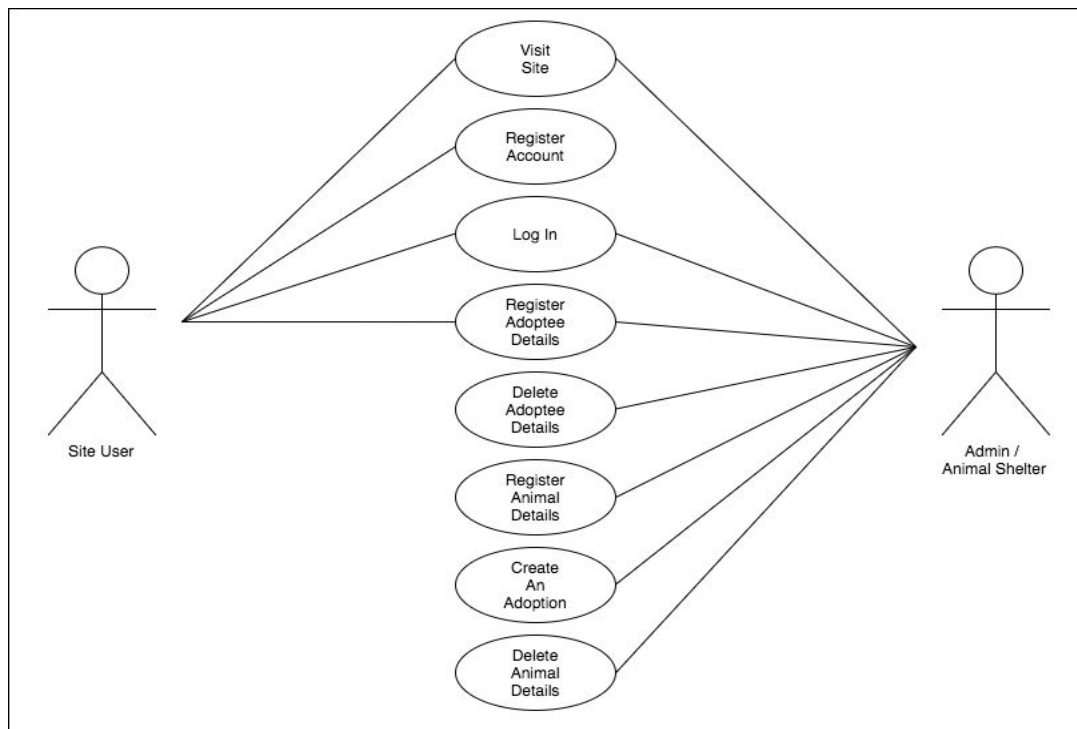 Visit
Site
Register
Account
Log In
Register
Adoptee
Details
Delete
Adoptee
Details
Site User
Admin /
Animal Shelter
Register
Animal
Details
Create
An
Adoption
Delete
Animal
Details